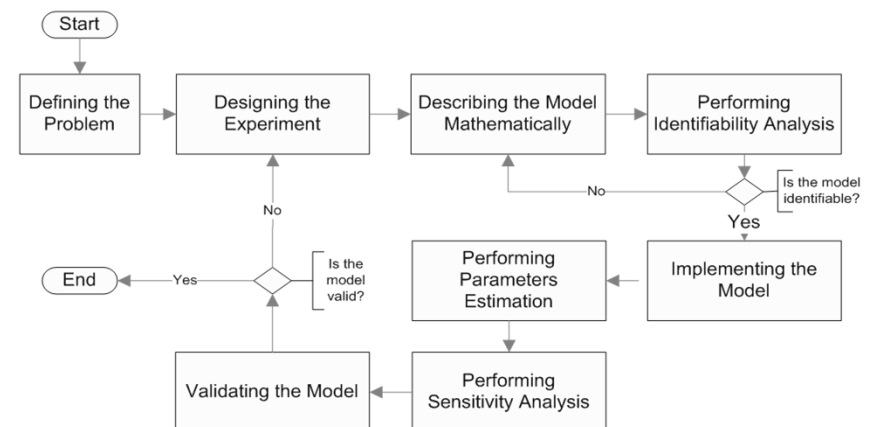 Start
Defining the
Problem
Designing the
Experiment
Describing the Model
Mathematically
Performing
Identifiability Analysis
Is the model
identifiable?
No
Yes
Implementing the
Model
Performing
Parameters
Estimation
Performing
Sensitivity Analysis
Validating the Model
Is the
model
valid?
No
Yes
End